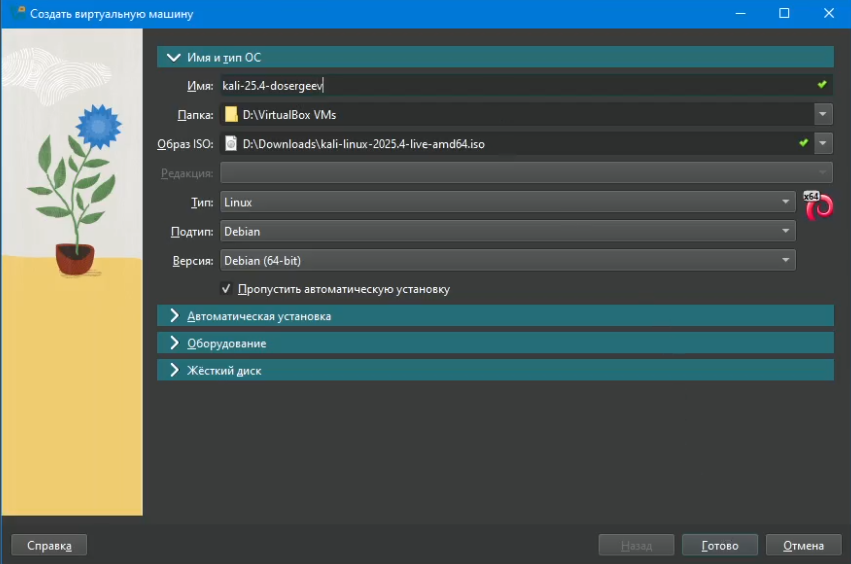 Создать виртуальную машину
Имя и тип ОС
Имя: kali-25.4-dosergeev
Папка: D:\VirtualBox VMs
Образ ISO: D:\Downloads\kali-linux-2025.4-live-amd64.iso
Редакция:
Тип: Linux
x64
Подтип: Debian
Версия: Debian (64-bit)
Пропустить автоматическую установку
Автоматическая установка
Оборудование
Жёсткий диск
Справка Назад Готово Отмена